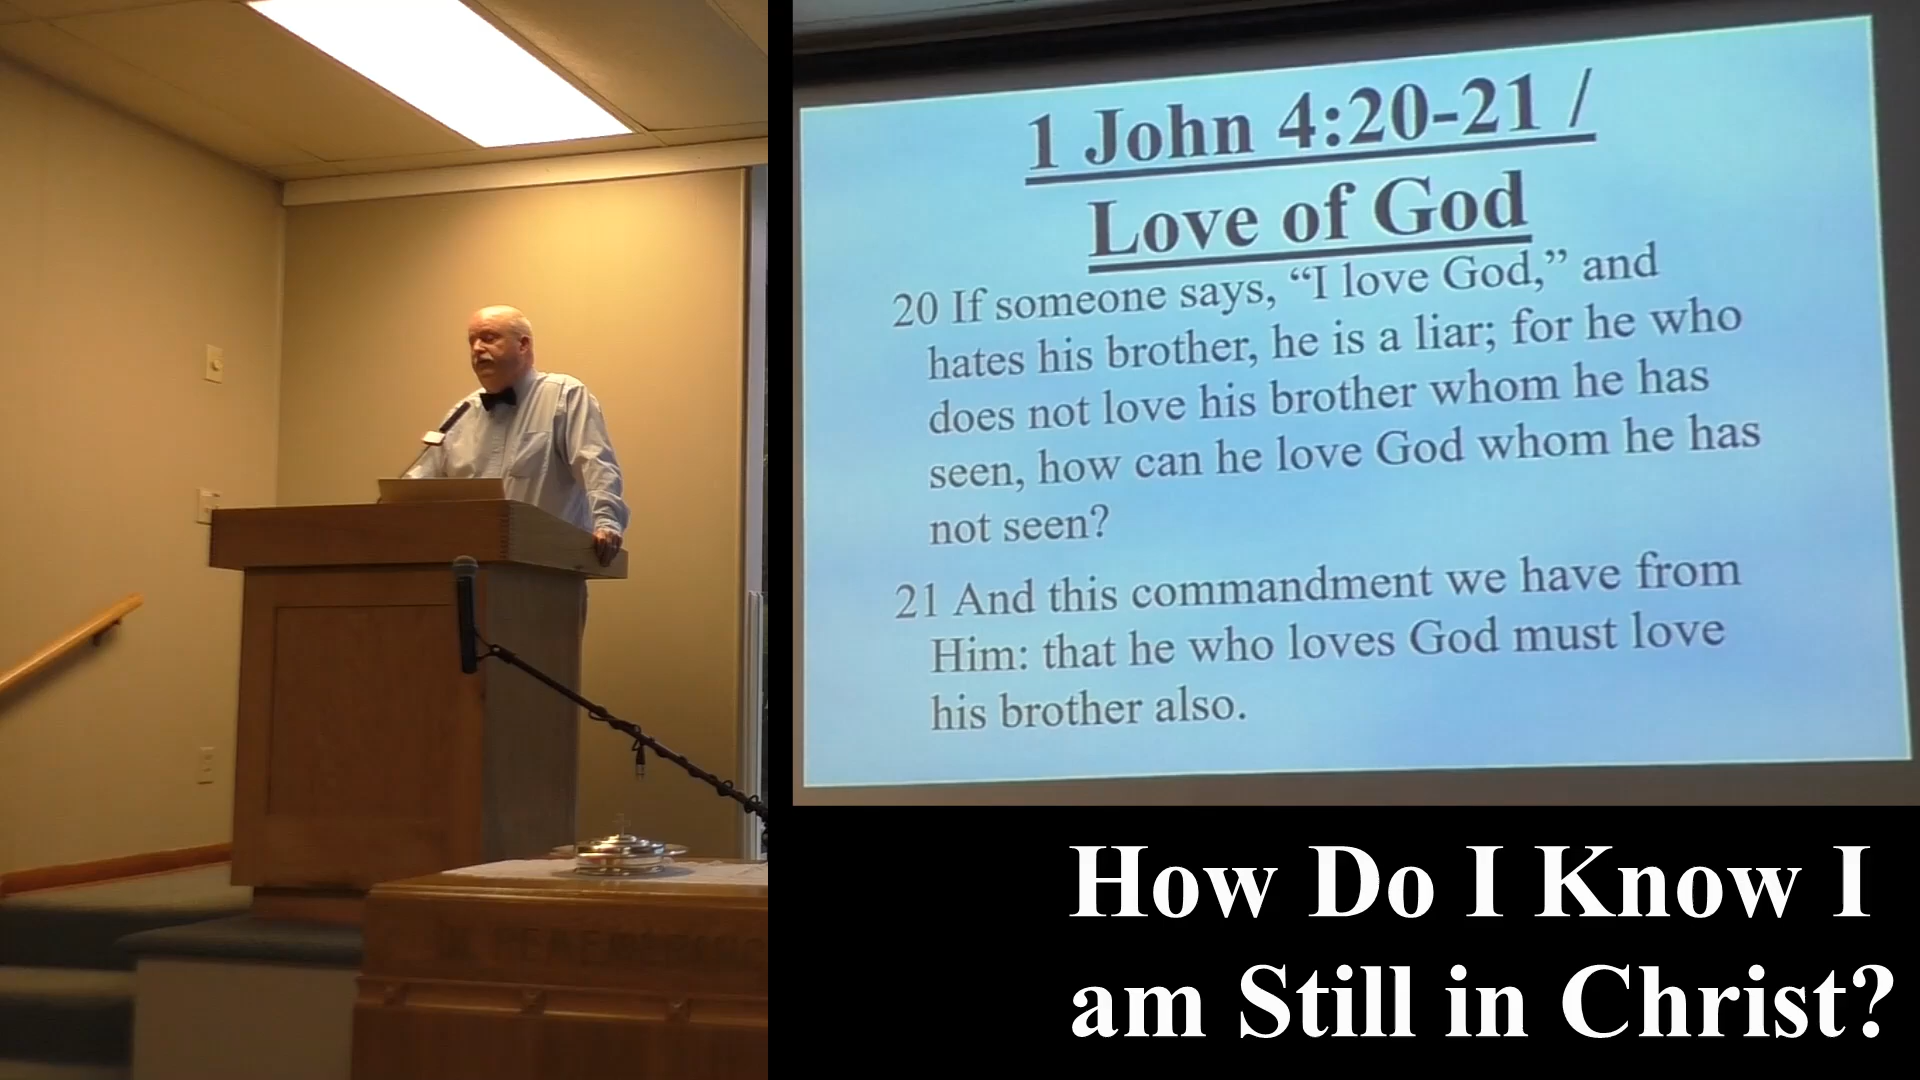 1 John 4:20-21 /
Love of God
20 If someone says, “I love God,” and
hates his brother, he is a liar; for he who
does not love his brother whom he has
seen, how can he love God whom he has
not seen?
21 And this commandment we have from
Him: that he who loves God must love
his brother also.
How Do I Know I
am Still in Christ?